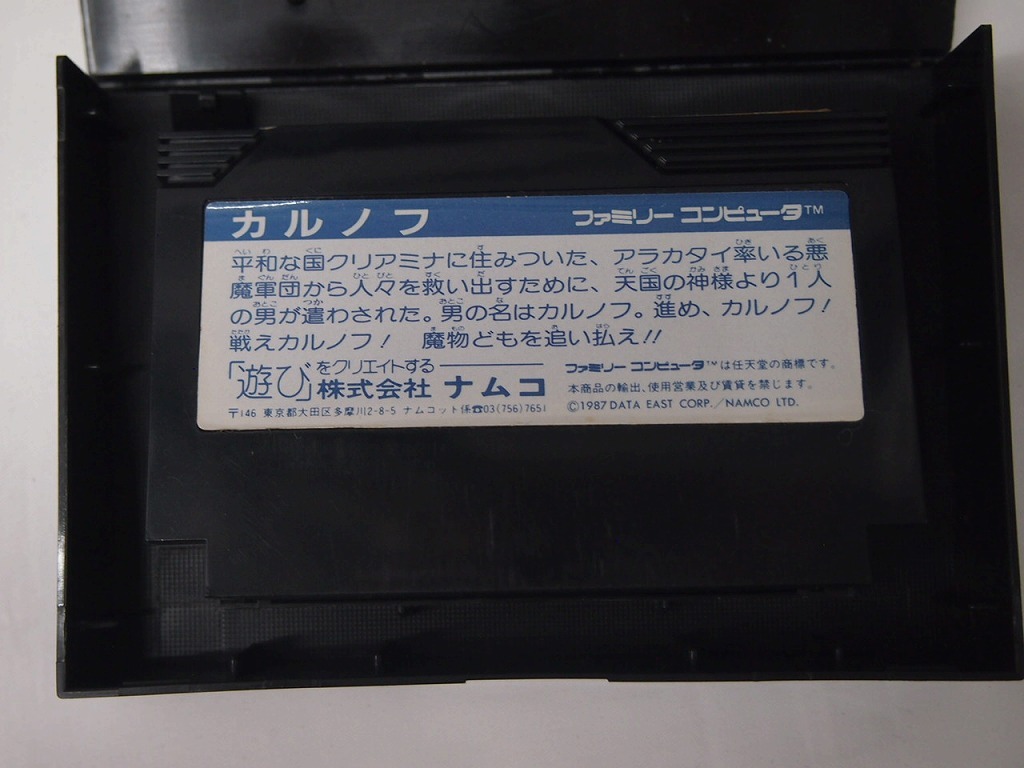 カルノフ ファミリー コンピュータ™
平和な国クリアミナに住みついた、アラカタイ率いる悪
魔軍団から人々を救い出すために、天国の神様より1人
の男が遣わされた。男の名はカルノフ。進め、カルノフ!
戦えカルノフ! 魔物どもを追い払え!!
「遊び」をクリエイトする
株式会社 ナムコ
〒146 東京都大田区多摩川2-8-5 ナムコット係☎03(756)7651
ファミリー コンピュータ™は任天堂の商標です。
本商品の輸出、使用営業及び賃貸を禁じます。
©1987 DATA EAST CORP./NAMCO LTD.